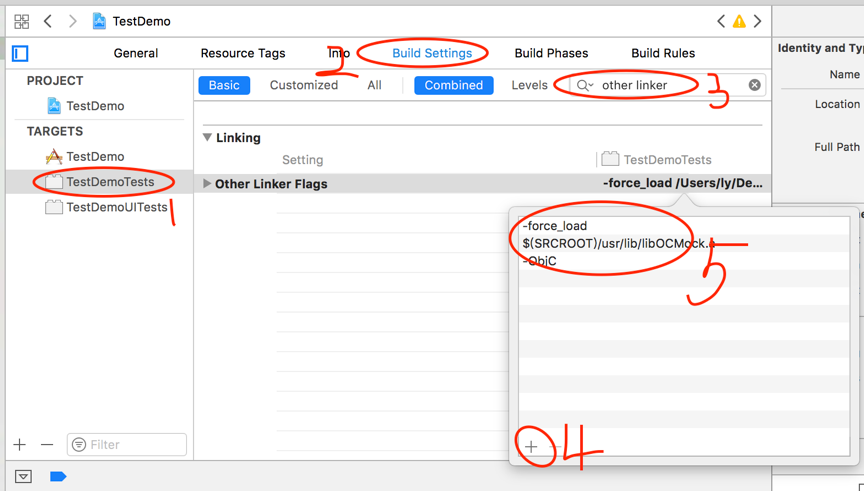 TestDemo
General Resource Tags Info Build Settings Build Phases Build Rules
2
Identity and Typ
Name
Location
Full Path
PROJECT
TestDemo
TARGETS
TestDemo
TestDemoTests
TestDemoUITests
1
Basic Customized All Combined Levels other linker
3
Linking
Setting TestDemoTests
Other Linker Flags -force_load /Users/ly/De...
-force_load
$(SRCROOT)/usr/lib/libOCMock.a
-ObjC
5
+ 4
+ − Filter